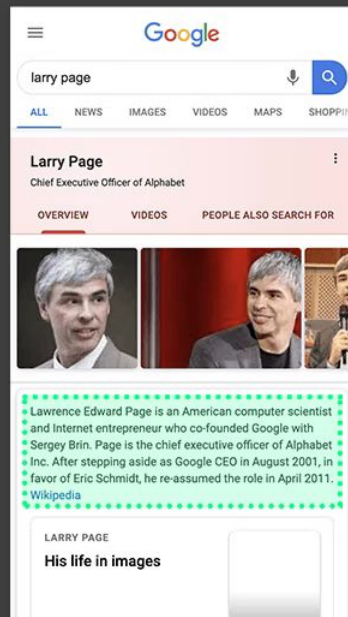 Google
larry page
ALL NEWS IMAGES VIDEOS MAPS SHOPPIN
Larry Page
Chief Executive Officer of Alphabet
OVERVIEW VIDEOS PEOPLE ALSO SEARCH FOR
Lawrence Edward Page is an American computer scientist
and Internet entrepreneur who co-founded Google with
Sergey Brin. Page is the chief executive officer of Alphabet
Inc. After stepping aside as Google CEO in August 2001, in
favor of Eric Schmidt, he re-assumed the role in April 2011.
Wikipedia
LARRY PAGE
His life in images